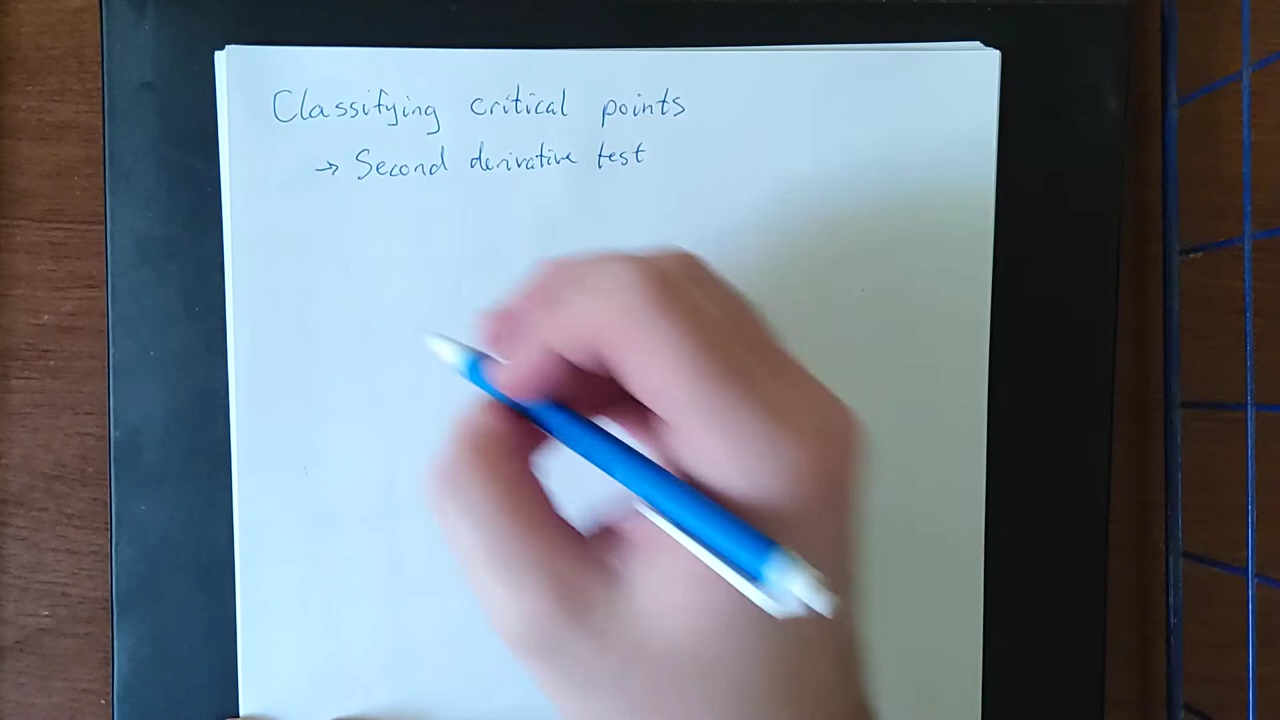 Classifying critical points
→ Second derivative test